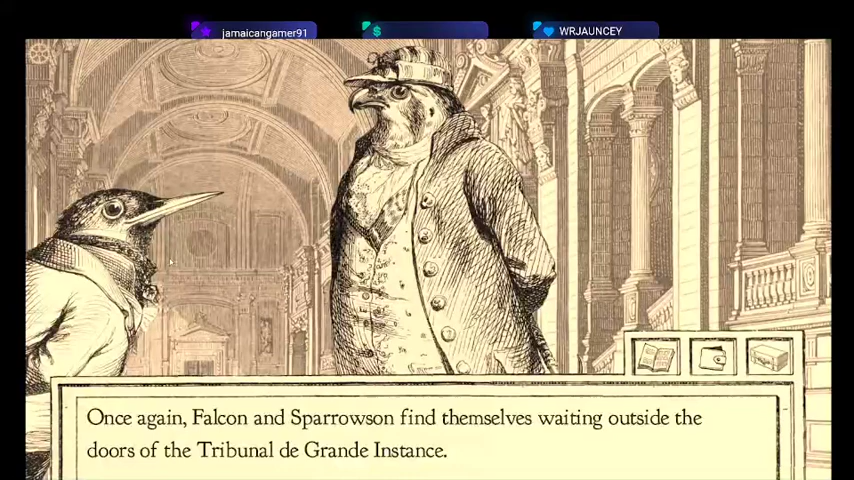 jamaicangamer91
$
WRJAUNCEY
Once again, Falcon and Sparrowson find themselves waiting outside the
doors of the Tribunal de Grande Instance.